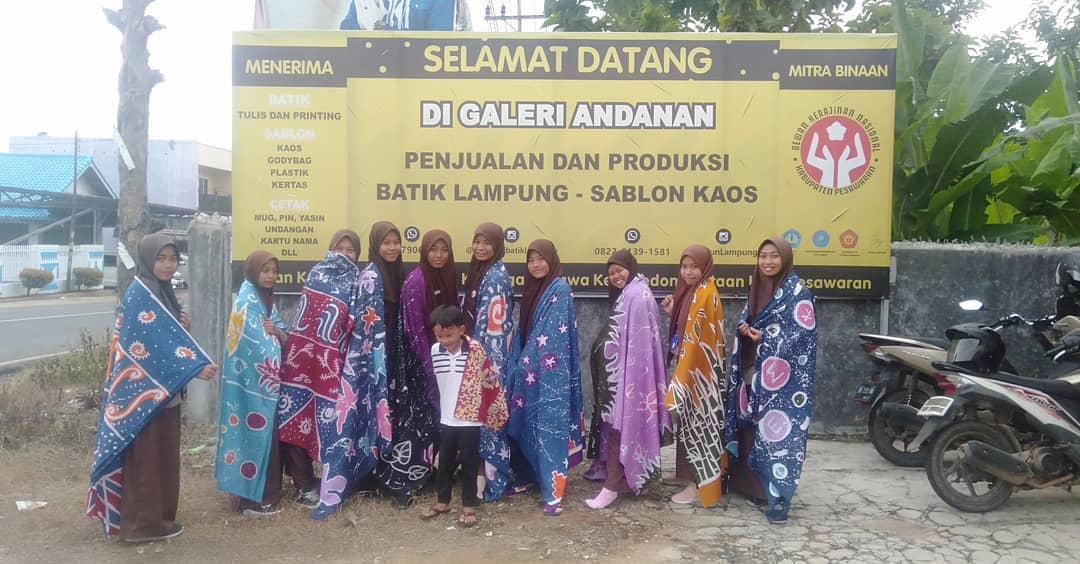 MENERIMA
BATIK
TULIS DAN PRINTING
SABLON
KAOS
GODYBAG
PLASTIK
KERTAS
CETAK
MUG, PIN, YASIN
UNDANGAN
KARTU NAMA
DLL
SELAMAT DATANG
DI GALERI ANDANAN
PENJUALAN DAN PRODUKSI
BATIK LAMPUNG - SABLON KAOS
MITRA BINAAN
DEWAN KERAJINAN NASIONAL
KABUPATEN PESAWARAN